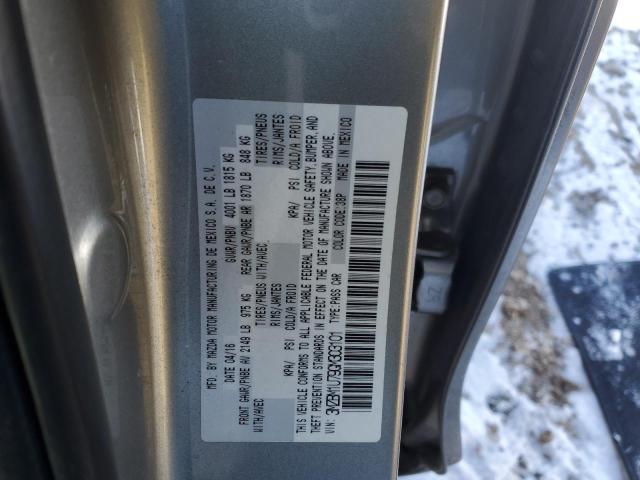 MFD. BY MAZDA MOTOR MANUFACTURING DE MEXICO S.A. DE C.V.
DATE: 04/16 GVWR/PNBV 4001 LB 1815 KG
FRONT GAWR/PNBE AV 2149 LB 975 KG REAR GAWR/PNBE AR 1870 LB 848 KG
WITH/AVEC TIRES/PNEUS WITH/AVEC TIRES/PNEUS
RIMS/JANTES RIMS/JANTES
KPA/ PSI COLD/A FROID KPA/ PSI COLD/A FROID
THIS VEHICLE CONFORMS TO ALL APPLICABLE FEDERAL MOTOR VEHICLE SAFETY, BUMPER, AND
THEFT PREVENTION STANDARDS IN EFFECT ON THE DATE OF MANUFACTURE SHOWN ABOVE.
VIN: 3MZBM1U79GM303101 TYPE:PASS CAR COLOR CODE:38P MADE IN MEXICO